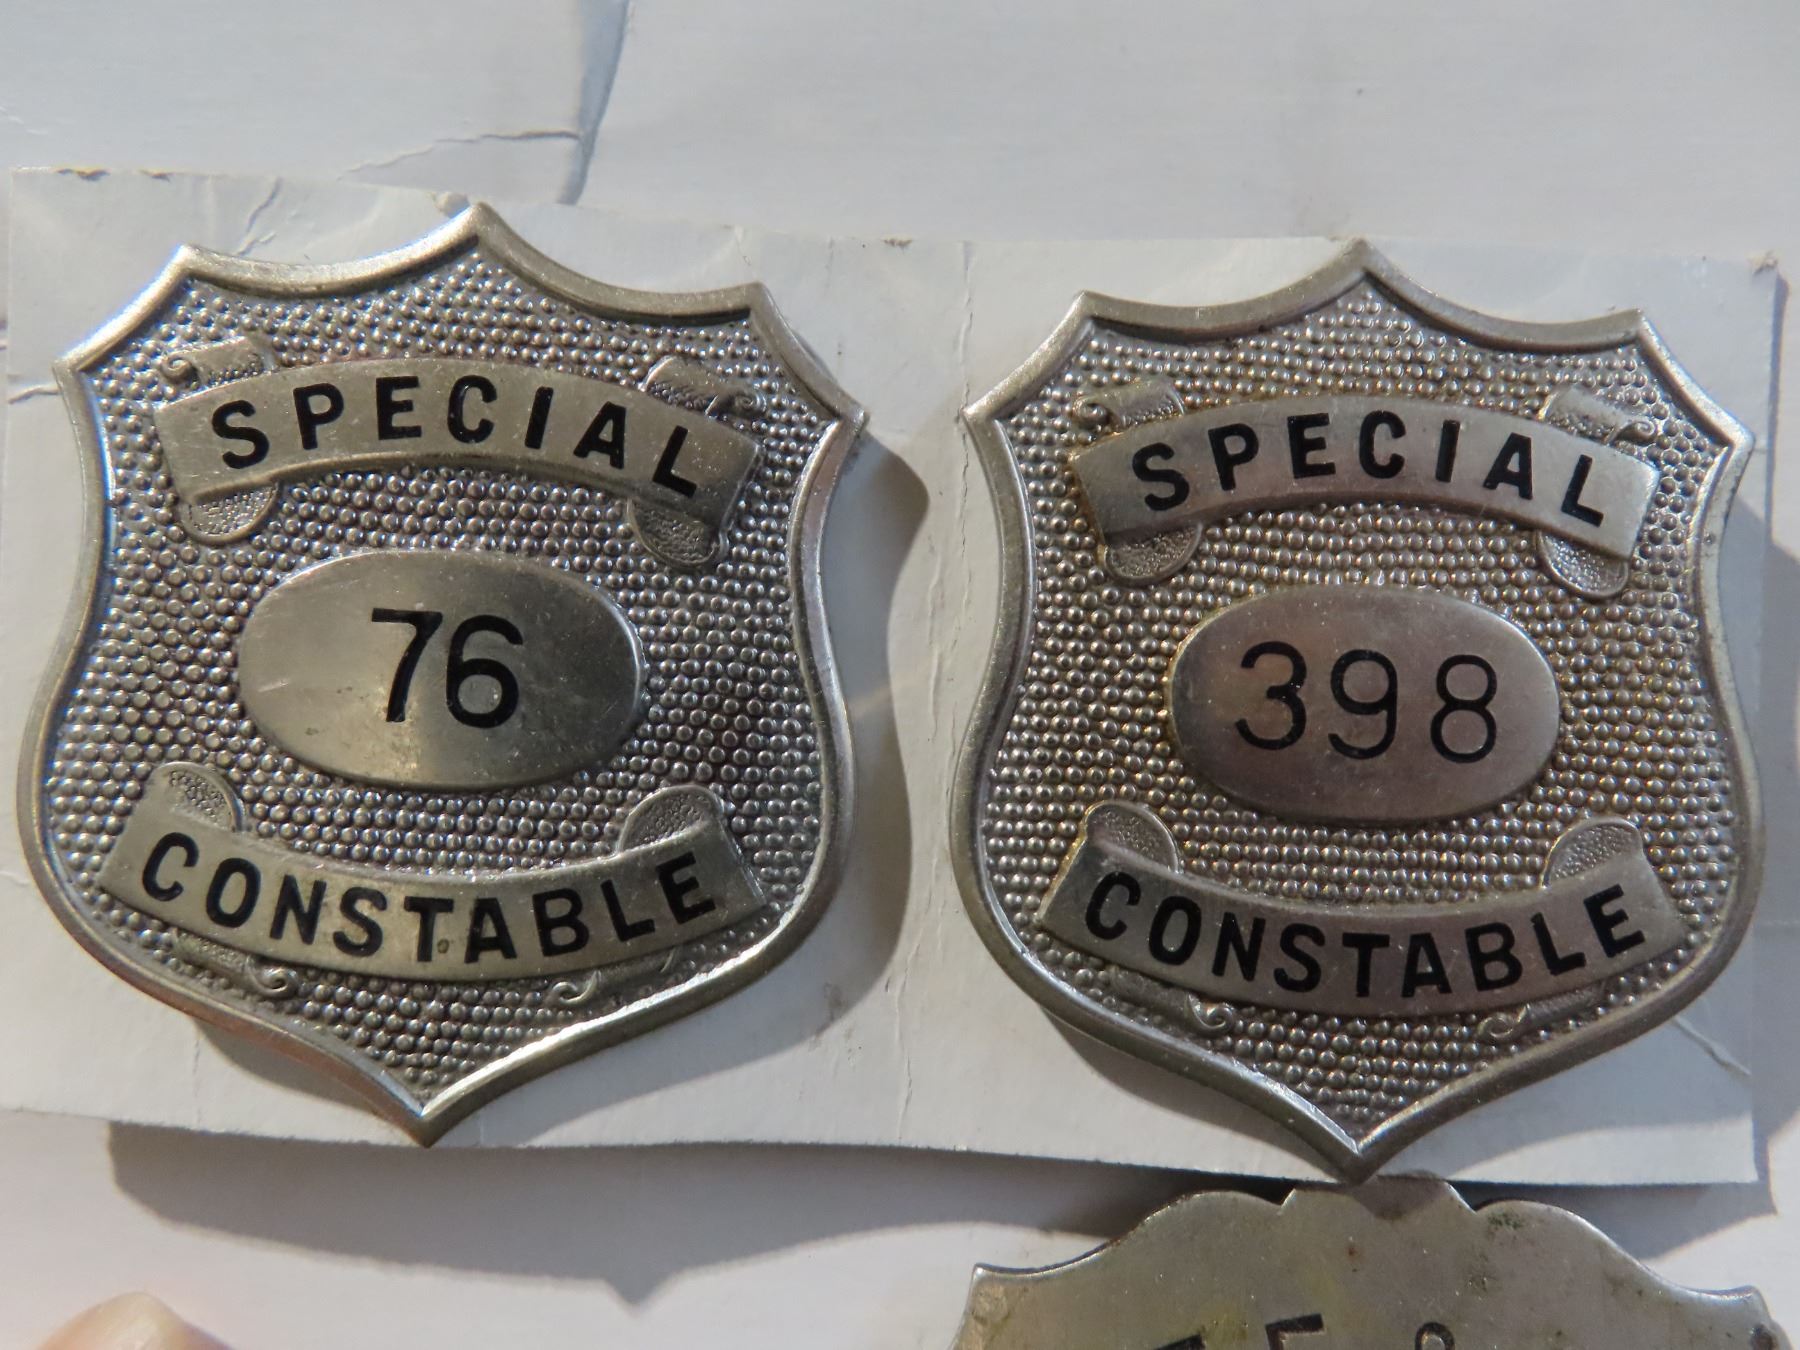 SPECIAL
76
CONSTABLE
SPECIAL
398
CONSTABLE